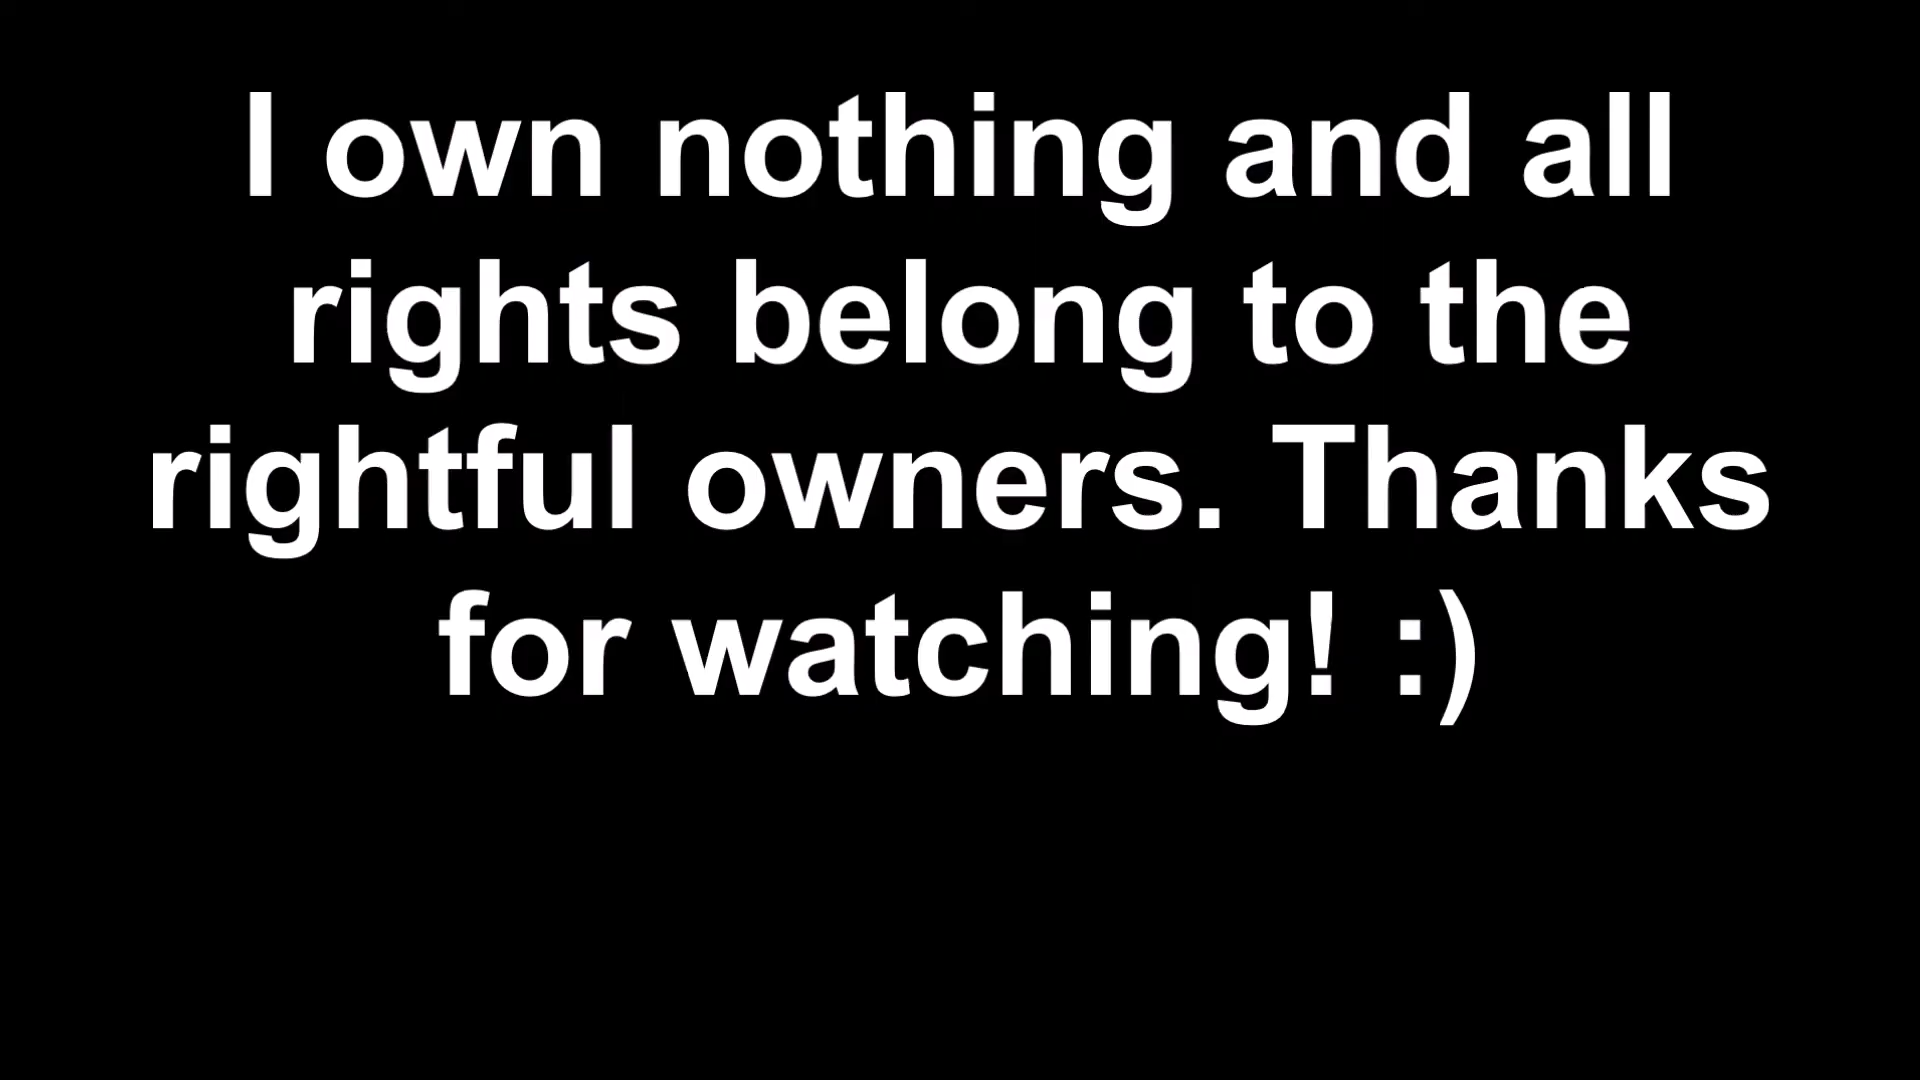 I own nothing and all
rights belong to the
rightful owners. Thanks
for watching! :)